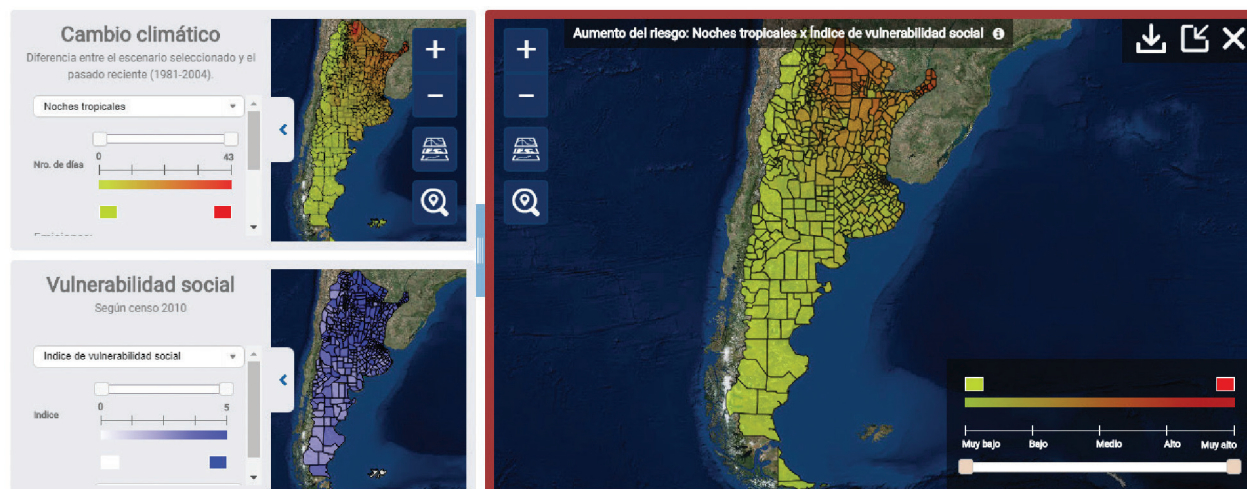 Cambio climático
Diferencia entre el escenario seleccionado y el
pasado reciente (1981-2004).
Noches tropicales
Nro. de días
0
43
Vulnerabilidad social
Según censo 2010
Indice de vulnerabilidad social
Indice
0
5
Aumento del riesgo: Noches tropicales x Índice de vulnerabilidad social
Muy bajo
Bajo
Medio
Alto
Muy alto